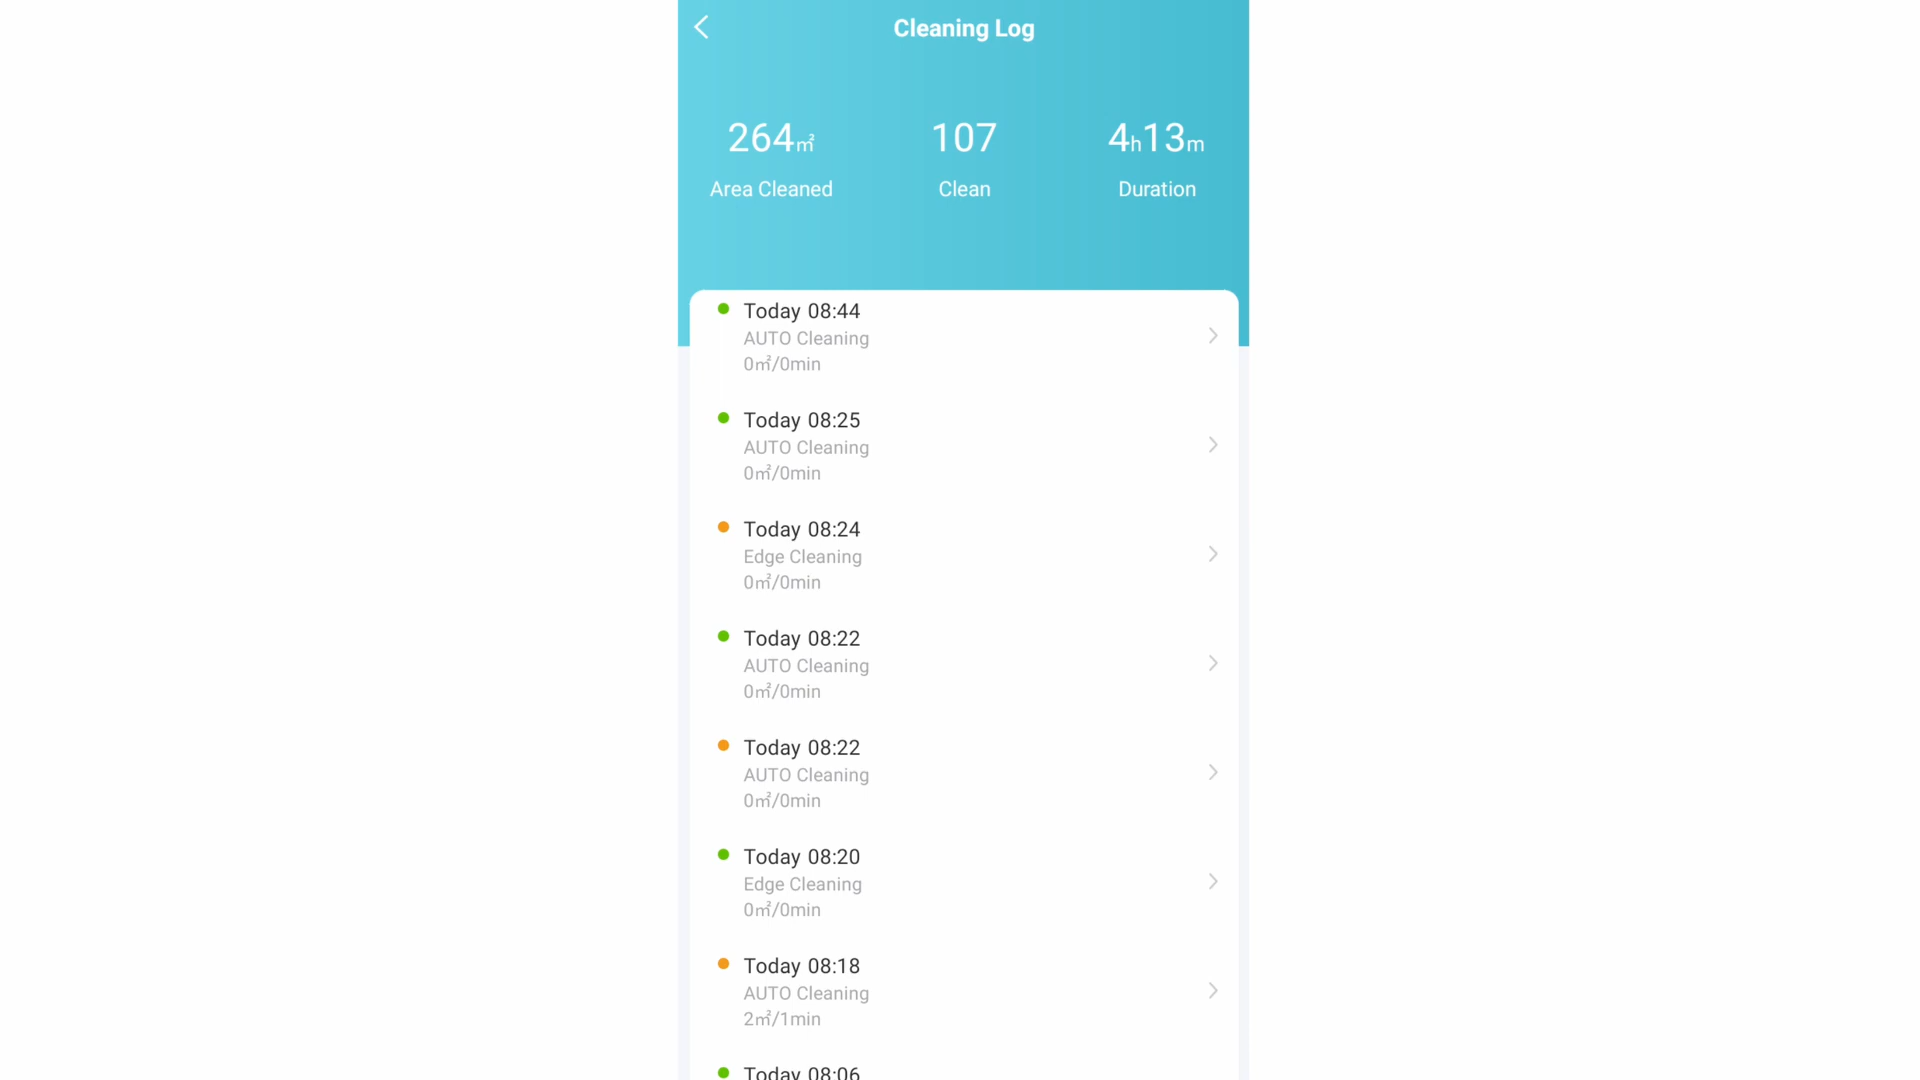 Cleaning Log
264㎡ 107 4h13m
Area Cleaned Clean Duration
Today 08:44
AUTO Cleaning
0㎡/0min
Today 08:25
AUTO Cleaning
0㎡/0min
Today 08:24
Edge Cleaning
0㎡/0min
Today 08:22
AUTO Cleaning
0㎡/0min
Today 08:22
AUTO Cleaning
0㎡/0min
Today 08:20
Edge Cleaning
0㎡/0min
Today 08:18
AUTO Cleaning
2㎡/1min
Today 08:06